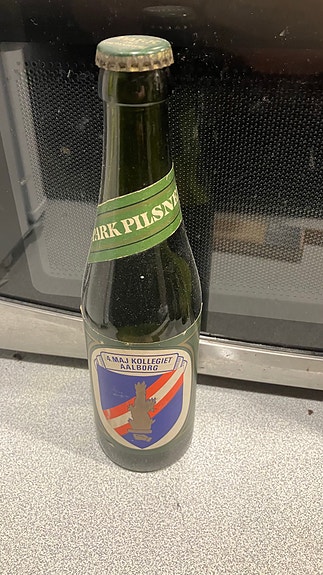 ARK PILSNE
4. MAJ KOLLEGIET
AALBORG